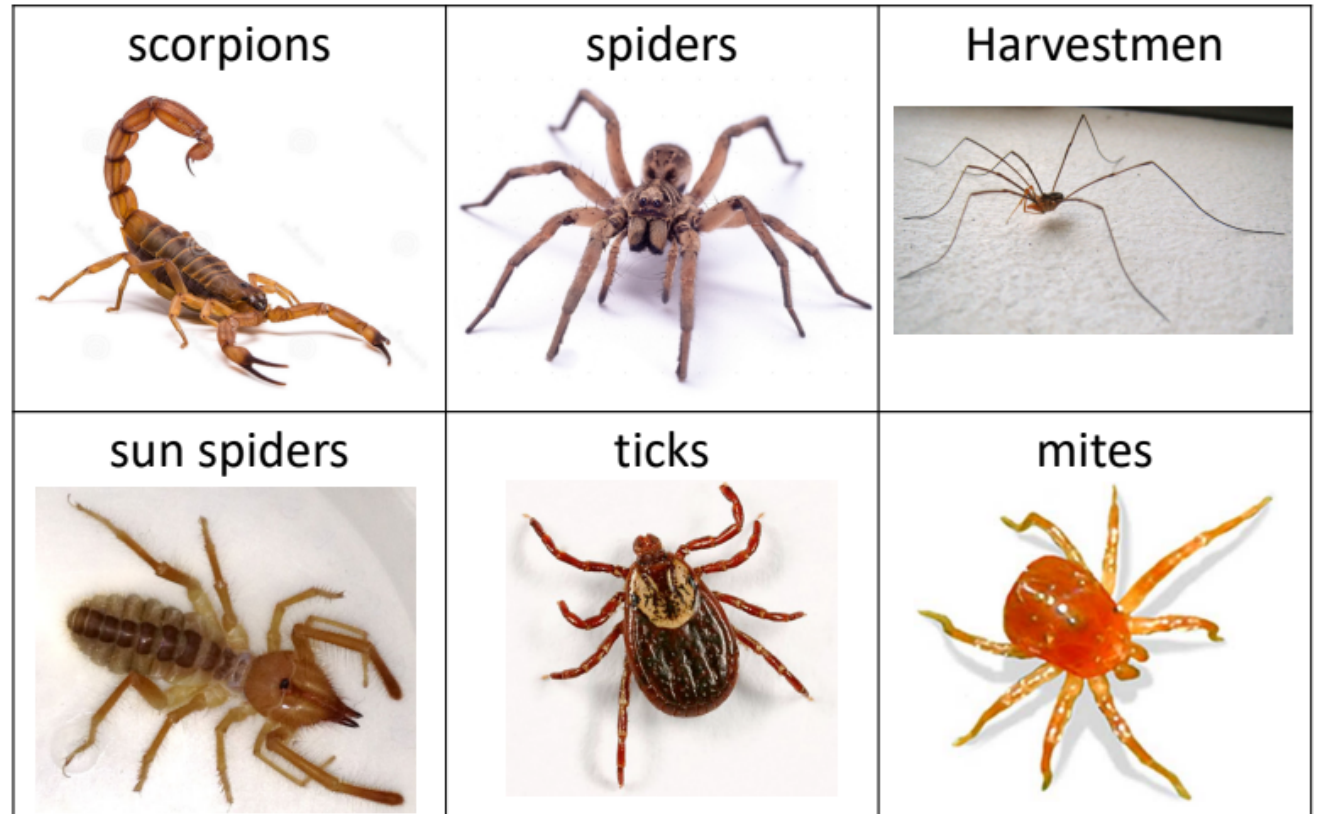 scorpions
spiders
Harvestmen
sun spiders
ticks
mites